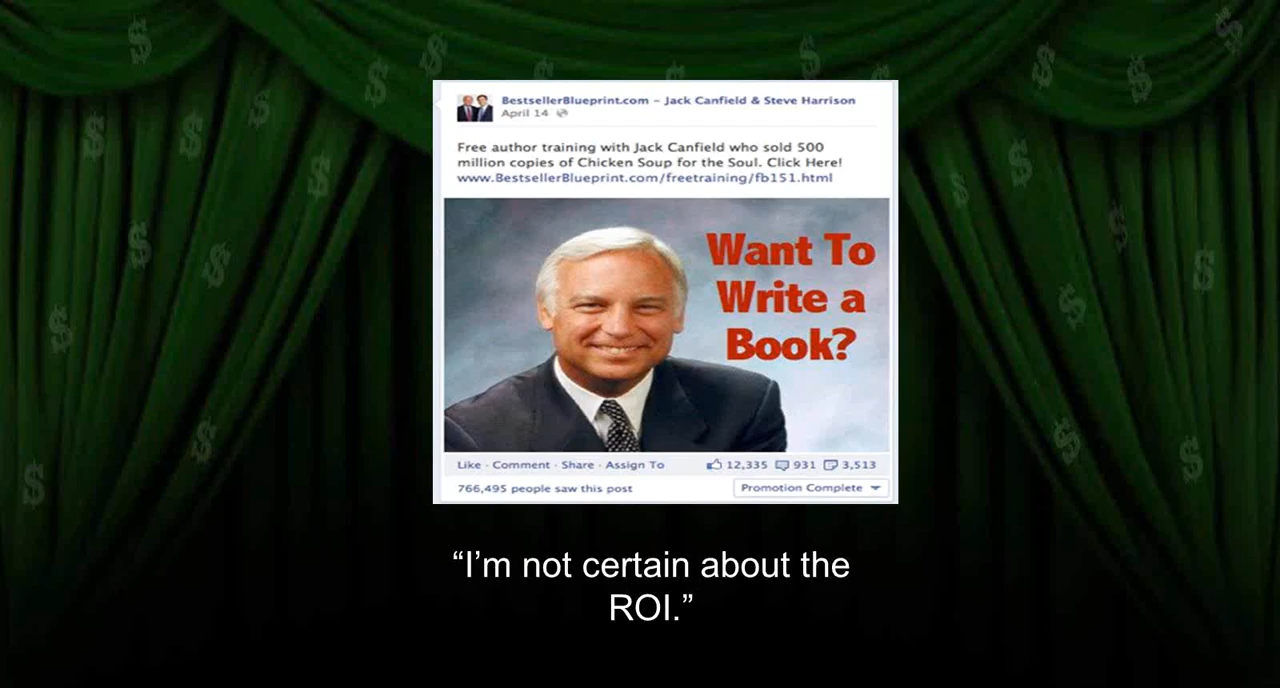 BestsellerBlueprint.com – Jack Canfield & Steve Harrison
April 14
Free author training with Jack Canfield who sold 500
million copies of Chicken Soup for the Soul. Click Here!
www.BestsellerBlueprint.com/freetraining/fb151.html
Want To
Write a
Book?
Like · Comment · Share · Assign To 12,335 931 3,513
766,495 people saw this post Promotion Complete
“I’m not certain about the
ROI.”